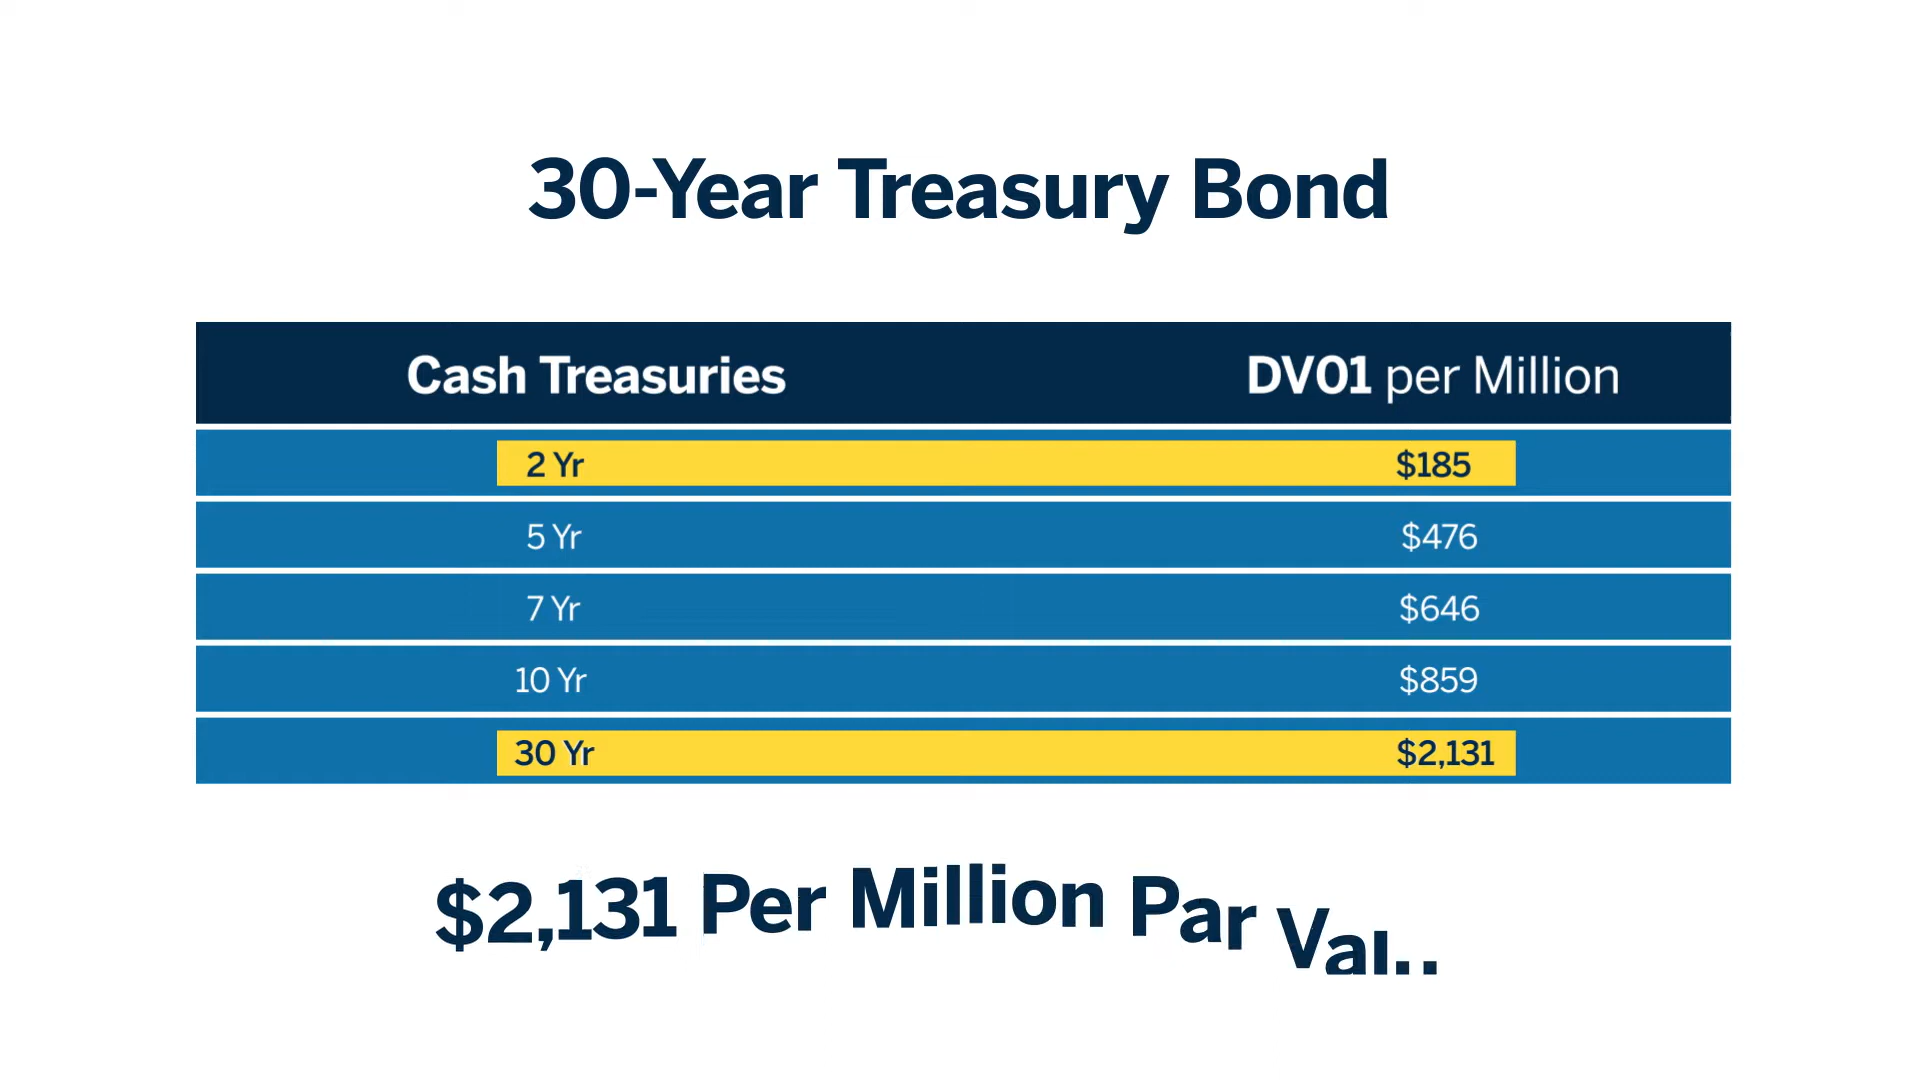 30-Year Treasury Bond
Cash Treasuries DV01 per Million
2 Yr $185
5 Yr $476
7 Yr $646
10 Yr $859
30 Yr $2,131
$2,131 Per Million Par